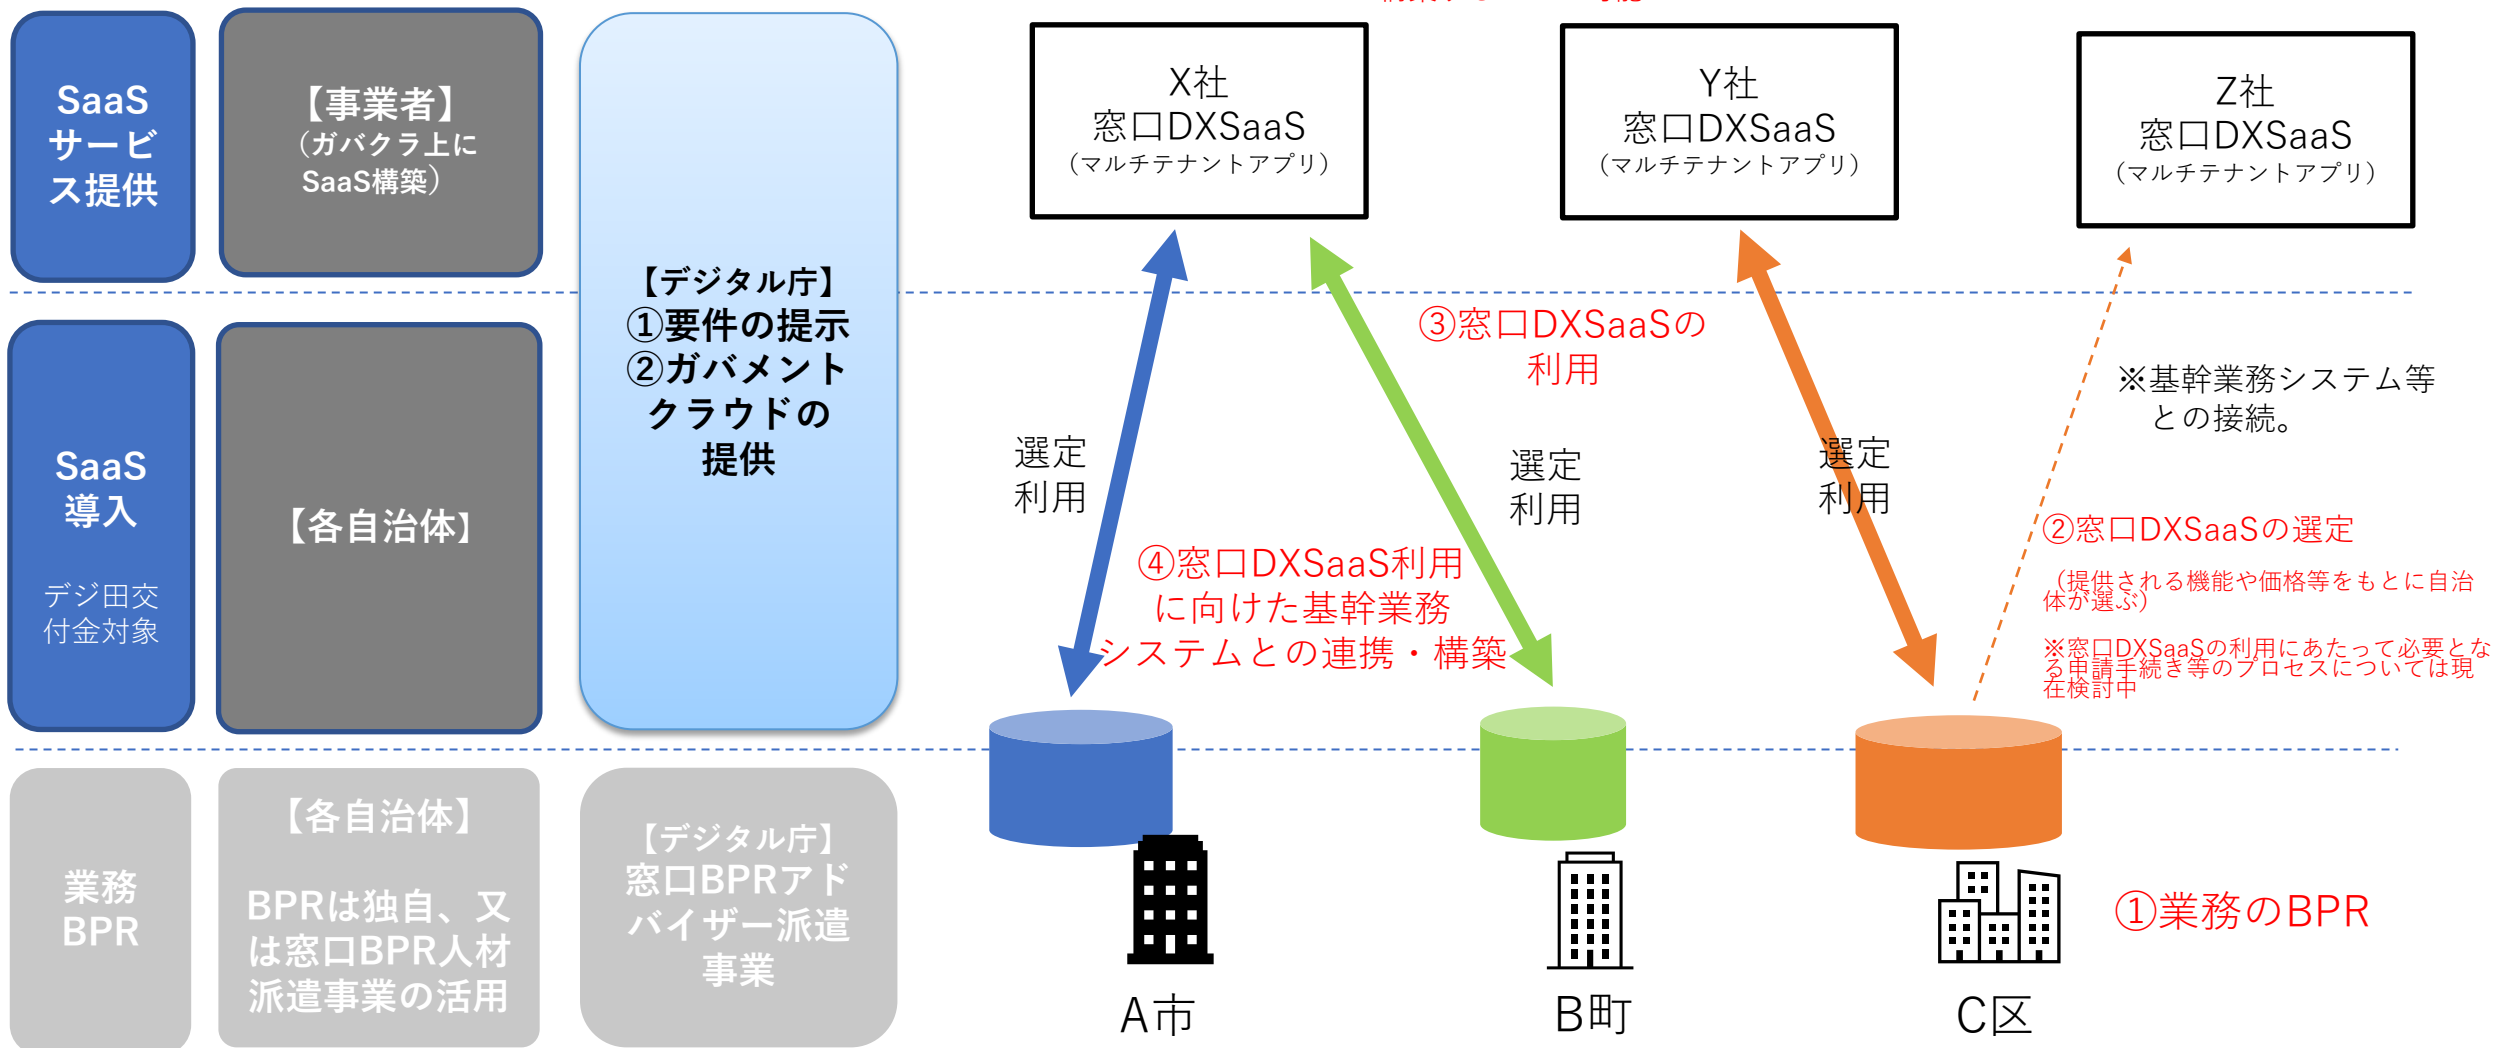 SaaS
サービ
ス提供
【事業者】
（ガバクラ上に
SaaS構築）
X社
窓口DXSaaS
（マルチテナントアプリ）
Y社
窓口DXSaaS
（マルチテナントアプリ）
Z社
窓口DXSaaS
（マルチテナントアプリ）
SaaS
導入
デジ田交
付金対象
【各自治体】
【デジタル庁】
①要件の提示
②ガバメント
クラウドの
提供
③窓口DXSaaSの
利用
選定
利用
選定
利用
選定
利用
※基幹業務システム等
との接続。
④窓口DXSaaS利用
に向けた基幹業務
システムとの連携・構築
②窓口DXSaaSの選定
（提供される機能や価格等をもとに自治
体が選ぶ）
※窓口DXSaaSの利用にあたって必要とな
る申請手続き等のプロセスについては現
在検討中
業務
BPR
【各自治体】
BPRは独自、又
は窓口BPR人材
派遣事業の活用
【デジタル庁】
窓口BPRアド
バイザー派遣
事業
A市
B町
C区
①業務のBPR